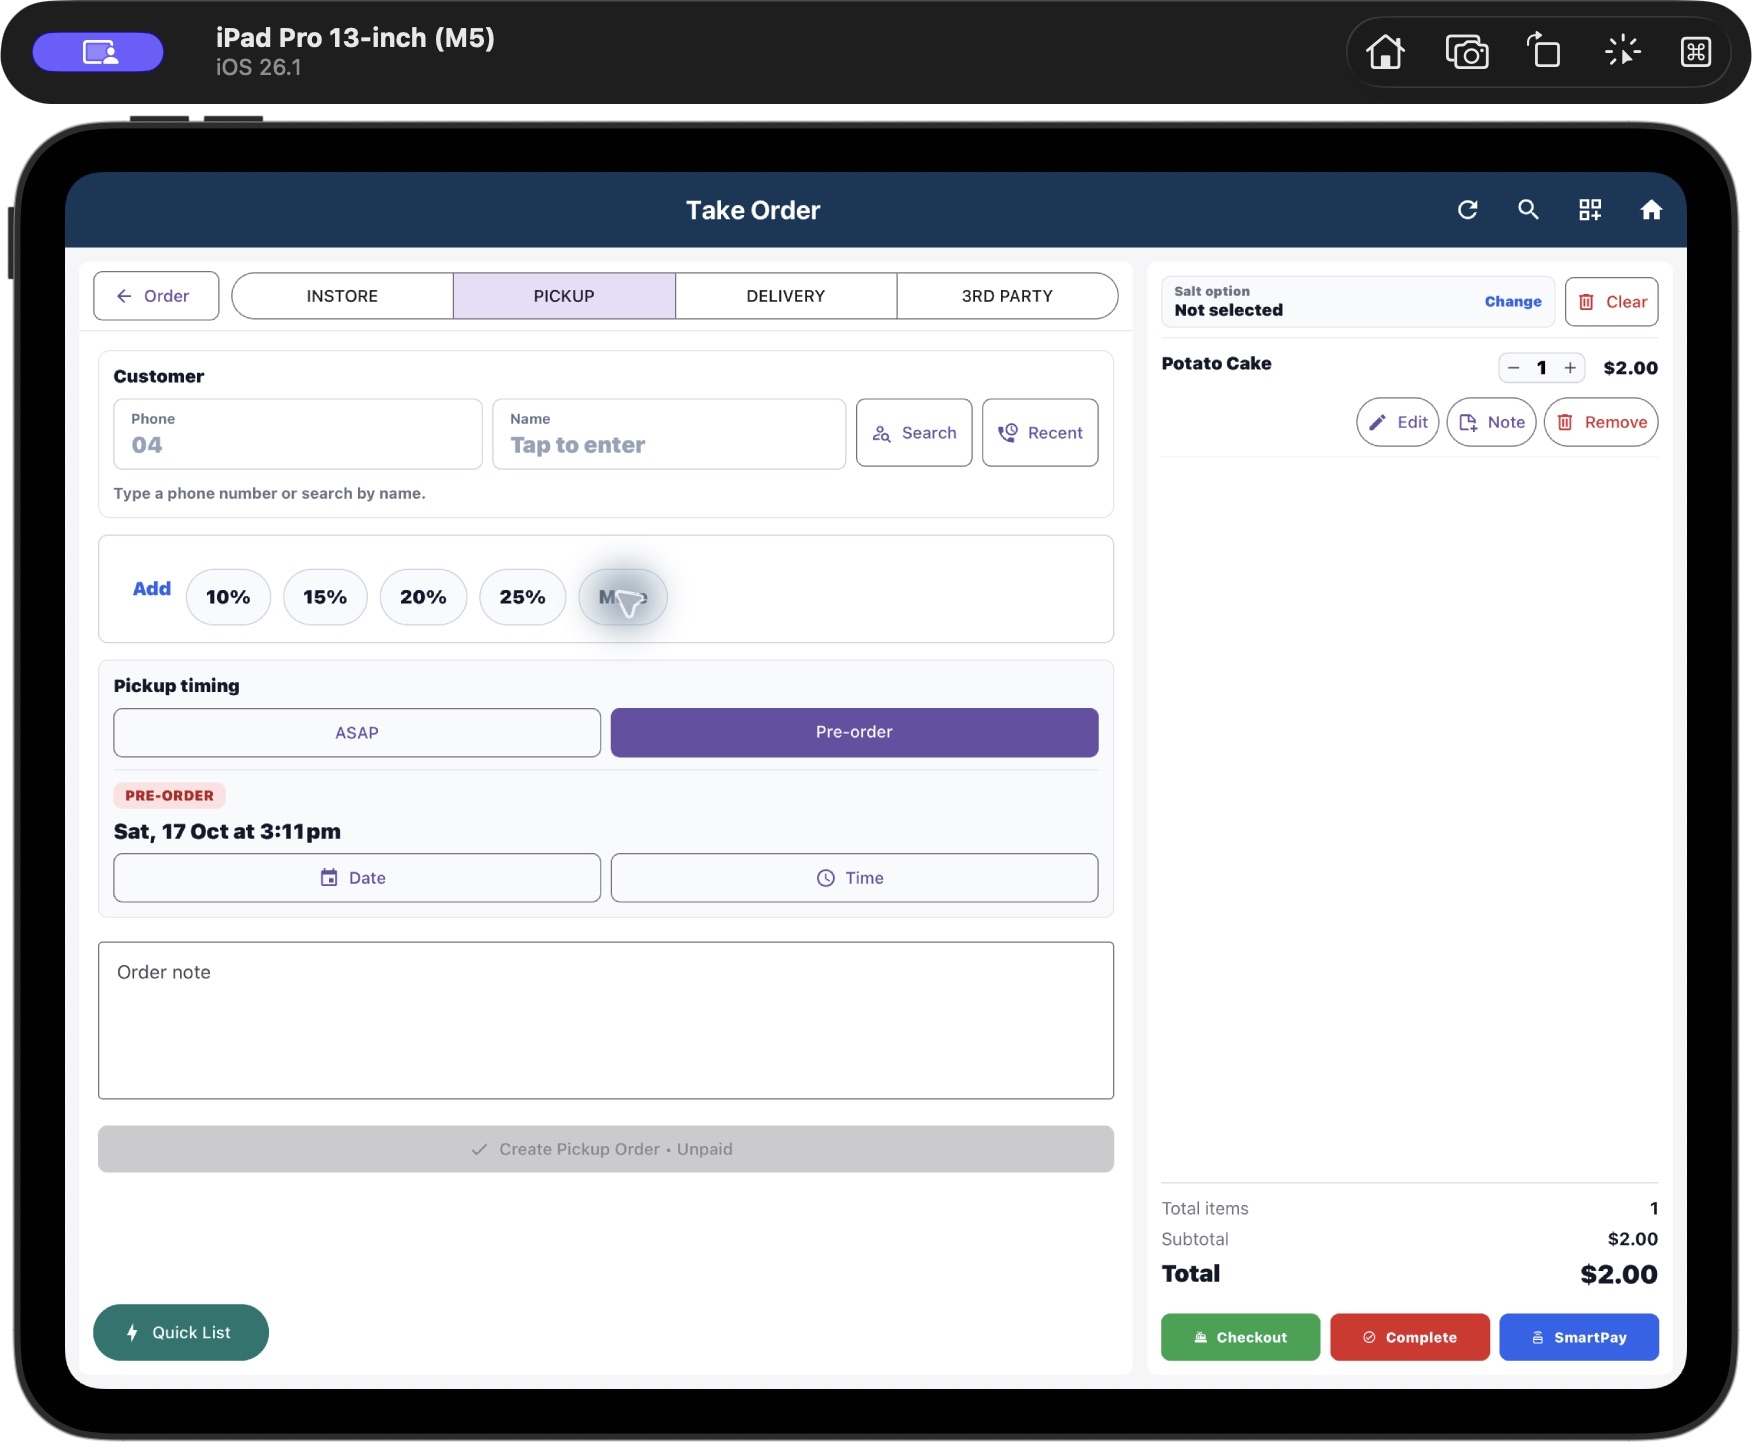 iPad Pro 13-inch (M5)
iOS 26.1
Take Order
Order
INSTORE
PICKUP
DELIVERY
3RD PARTY
Customer
Phone
04
Name
Tap to enter
Search
Recent
Type a phone number or search by name.
Add
10%
15%
20%
25%
Pickup timing
ASAP
Pre-order
PRE-ORDER
Sat, 17 Oct at 3:11pm
Date
Time
Order note
Create Pickup Order • Unpaid
Quick List
Salt option
Not selected
Change
Clear
Potato Cake
− 1 + $2.00
Edit
Note
Remove
Total items 1
Subtotal $2.00
Total $2.00
Checkout
Complete
SmartPay